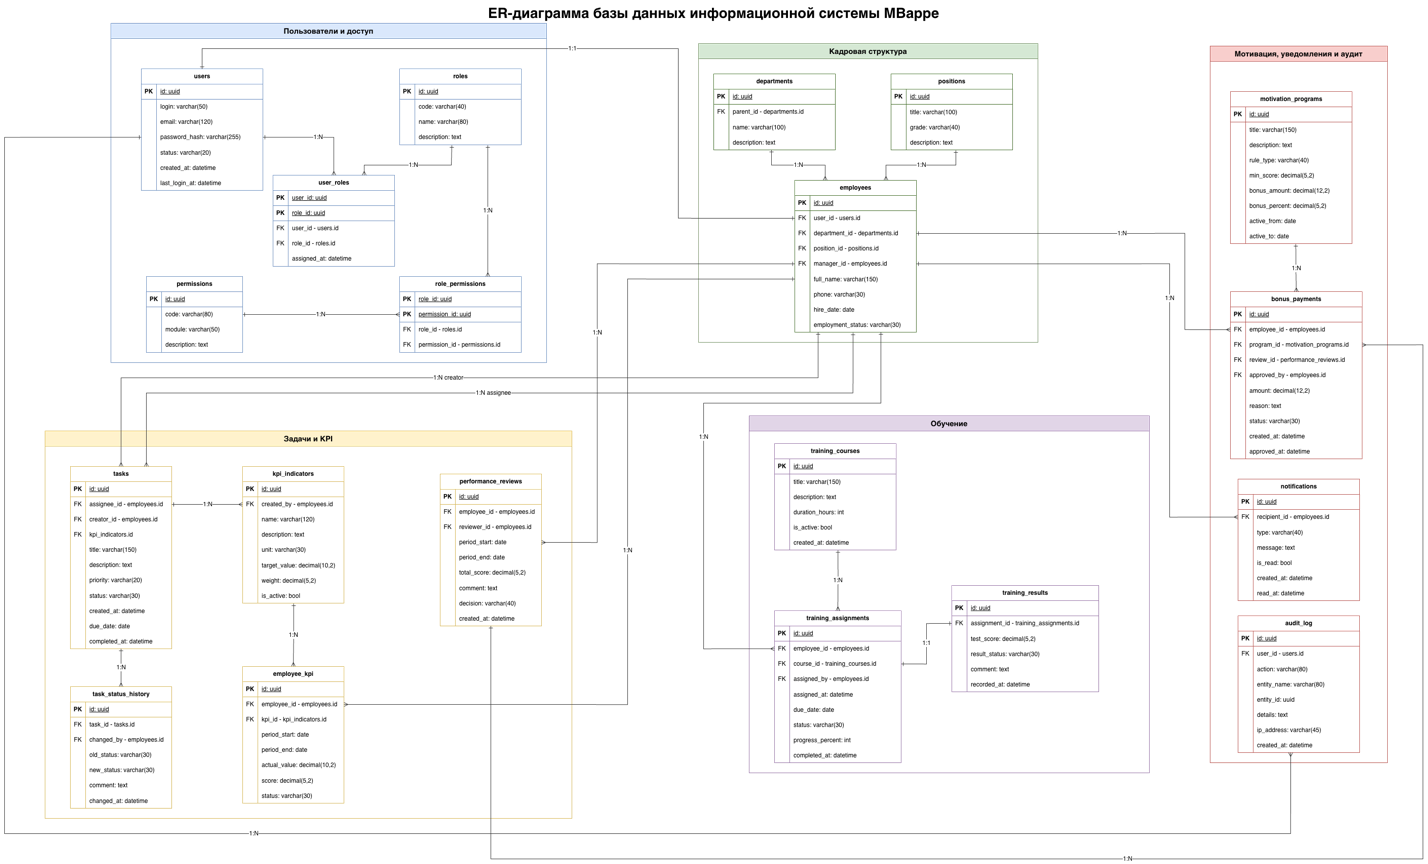 ER-диаграмма базы данных информационной системы MBappe
Пользователи и доступ
users
PK id: uuid
login: varchar(50)
email: varchar(120)
password_hash: varchar(255)
status: varchar(20)
created_at: datetime
last_login_at: datetime
roles
PK id: uuid
code: varchar(40)
name: varchar(80)
description: text
1:N
1:N
1:N
user_roles
PK user_id: uuid
PK role_id: uuid
FK user_id - users.id
FK role_id - roles.id
assigned_at: datetime
permissions
PK id: uuid
code: varchar(80)
module: varchar(50)
description: text
1:N
role_permissions
PK role_id: uuid
PK permission_id: uuid
FK role_id - roles.id
FK permission_id - permissions.id
1:1
Кадровая структура
departments
PK id: uuid
FK parent_id - departments.id
name: varchar(100)
description: text
positions
PK id: uuid
title: varchar(100)
grade: varchar(40)
description: text
1:N
1:N
employees
PK id: uuid
FK user_id - users.id
FK department_id - departments.id
FK position_id - positions.id
FK manager_id - employees.id
full_name: varchar(150)
phone: varchar(30)
hire_date: date
employment_status: varchar(30)
1:N
1:N
1:N
1:N
1:N
1:N creator
1:N assignee
Мотивация, уведомления и аудит
motivation_programs
PK id: uuid
title: varchar(150)
description: text
rule_type: varchar(40)
min_score: decimal(5,2)
bonus_amount: decimal(12,2)
bonus_percent: decimal(5,2)
active_from: date
active_to: date
1:N
bonus_payments
PK id: uuid
FK employee_id - employees.id
FK program_id - motivation_programs.id
FK review_id - performance_reviews.id
FK approved_by - employees.id
amount: decimal(12,2)
reason: text
status: varchar(30)
created_at: datetime
approved_at: datetime
notifications
PK id: uuid
FK recipient_id - employees.id
type: varchar(40)
message: text
is_read: bool
created_at: datetime
read_at: datetime
audit_log
PK id: uuid
FK user_id - users.id
action: varchar(80)
entity_name: varchar(80)
entity_id: uuid
details: text
ip_address: varchar(45)
created_at: datetime
Задачи и KPI
tasks
PK id: uuid
FK assignee_id - employees.id
FK creator_id - employees.id
FK kpi_indicators.id
title: varchar(150)
description: text
priority: varchar(20)
status: varchar(30)
created_at: datetime
due_date: date
completed_at: datetime
1:N
kpi_indicators
PK id: uuid
FK created_by - employees.id
name: varchar(120)
description: text
unit: varchar(30)
target_value: decimal(10,2)
weight: decimal(5,2)
is_active: bool
performance_reviews
PK id: uuid
FK employee_id - employees.id
FK reviewer_id - employees.id
period_start: date
period_end: date
total_score: decimal(5,2)
comment: text
decision: varchar(40)
created_at: datetime
1:N
1:N
task_status_history
PK id: uuid
FK task_id - tasks.id
FK changed_by - employees.id
old_status: varchar(30)
new_status: varchar(30)
comment: text
changed_at: datetime
employee_kpi
PK id: uuid
FK employee_id - employees.id
FK kpi_id - kpi_indicators.id
period_start: date
period_end: date
actual_value: decimal(10,2)
score: decimal(5,2)
status: varchar(30)
Обучение
training_courses
PK id: uuid
title: varchar(150)
description: text
duration_hours: int
is_active: bool
created_at: datetime
1:N
training_assignments
PK id: uuid
FK employee_id - employees.id
FK course_id - training_courses.id
FK assigned_by - employees.id
assigned_at: datetime
due_date: date
status: varchar(30)
progress_percent: int
completed_at: datetime
1:1
training_results
PK id: uuid
FK assignment_id - training_assignments.id
test_score: decimal(5,2)
result_status: varchar(30)
comment: text
recorded_at: datetime
1:N
1:N